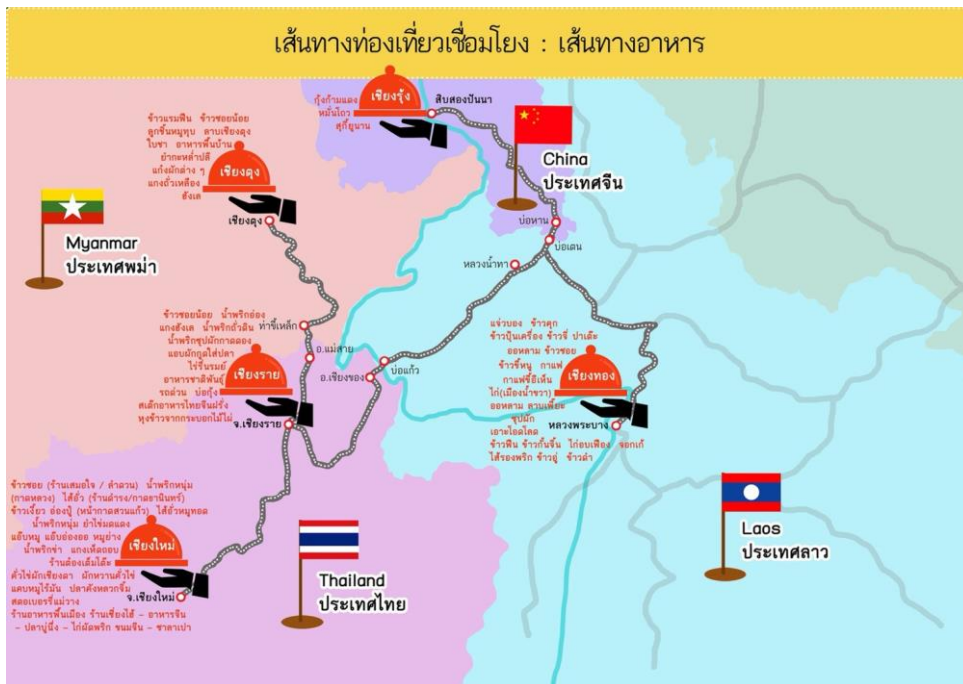 เส้นทางท่องเที่ยวเชื่อมโยง : เส้นทางอาหาร
กุ้งก้ามแดง
หมั่นโถว
สุกี้ยูนาน
เชียงรุ้ง
สิบสองปันนา
China
ประเทศจีน
ข้าวแรมฟืน ข้าวซอยน้อย
ลูกชิ้นหมูทุบ ลาบเชียงตุง
ใบชา อาหารพื้นบ้าน
ยำกะหล่ำปลี
แก๋งผักต่าง ๆ
แกงถั่วเหลือง
ฮังเล
เชียงตุง
เชียงตุง
Myanmar
ประเทศพม่า
บ่อหาน
บ่อเตน
หลวงน้ำทา
ข้าวซอยน้อย น้ำพริกอ่อง
แกงฮังเล น้ำพริกถั่วดิน
น้ำพริกซุปผักกาดดอง
แอบผักกูดใส่ปลา
ไร่รื่นรมย์
อาหารชาติพันธุ์
รถด่วน บ่อกุ้ง
สเต็กอาหารไทยจีนฝรั่ง
หุงข้าวจากกระบอกไม้ไผ่
ท่าขี้เหล็ก
อ.แม่สาย
เชียงราย
จ.เชียงราย
อ.เชียงของ
บ่อแก้ว
แจ่วบอง ข้าวคุก
ข้าวปุ้นเครื่อง ข้าวจี่ ปาเต๊ะ
ออหลาม ข้าวซอย
ข้าวขี้หนู กาแฟ
กาแฟขี้อีเห็น
ไก่(เมืองน้ำขวา)
ออหลาม ลาบเพี้ยะ
ซุปผัก
เอาะไอดโลด
ข้าวฟืน ข้าวกั้นจิ้น ไก่อบเฟือง จอกเก้
ไส้รองพริก ข้าวอู่ ข้าวดำ
เชียงทอง
หลวงพระบาง
Laos
ประเทศลาว
ข้าวซอย (ร้านเสมอใจ / ลำดวน) น้ำพริกหนุ่ม
(กาดหลวง) ไส้อั่ว (ร้านดำรง/กาดธานินทร์)
ข้าวเงี้ยว อ่องปู (หน้ากาดสวนแก้ว) ไส้อั่วหมูทอด
น้ำพริกหนุ่ม ยำไข่มดแดง
แอ๊บหมู แอ๊บอ่องออ หมูย่าง
น้ำพริกข่า แกงเห็ดถอบ
ร้านต๋องเต็มโต๊ะ
คั่วไข่ผักเชียงดา ผักหวานคั่วไข่
แคบหมูไร้มัน ปลาคังลวกจิ้ม
สตอเบอรี่แม่วาง
ร้านอาหารพื้นเมือง ร้านเซี่ยงไฮ้ – อาหารจีน
– ปลาบู่นึ่ง – ไก่ผัดพริก ขนมจีน – ซาลาเปา
เชียงใหม่
จ.เชียงใหม่
Thailand
ประเทศไทย